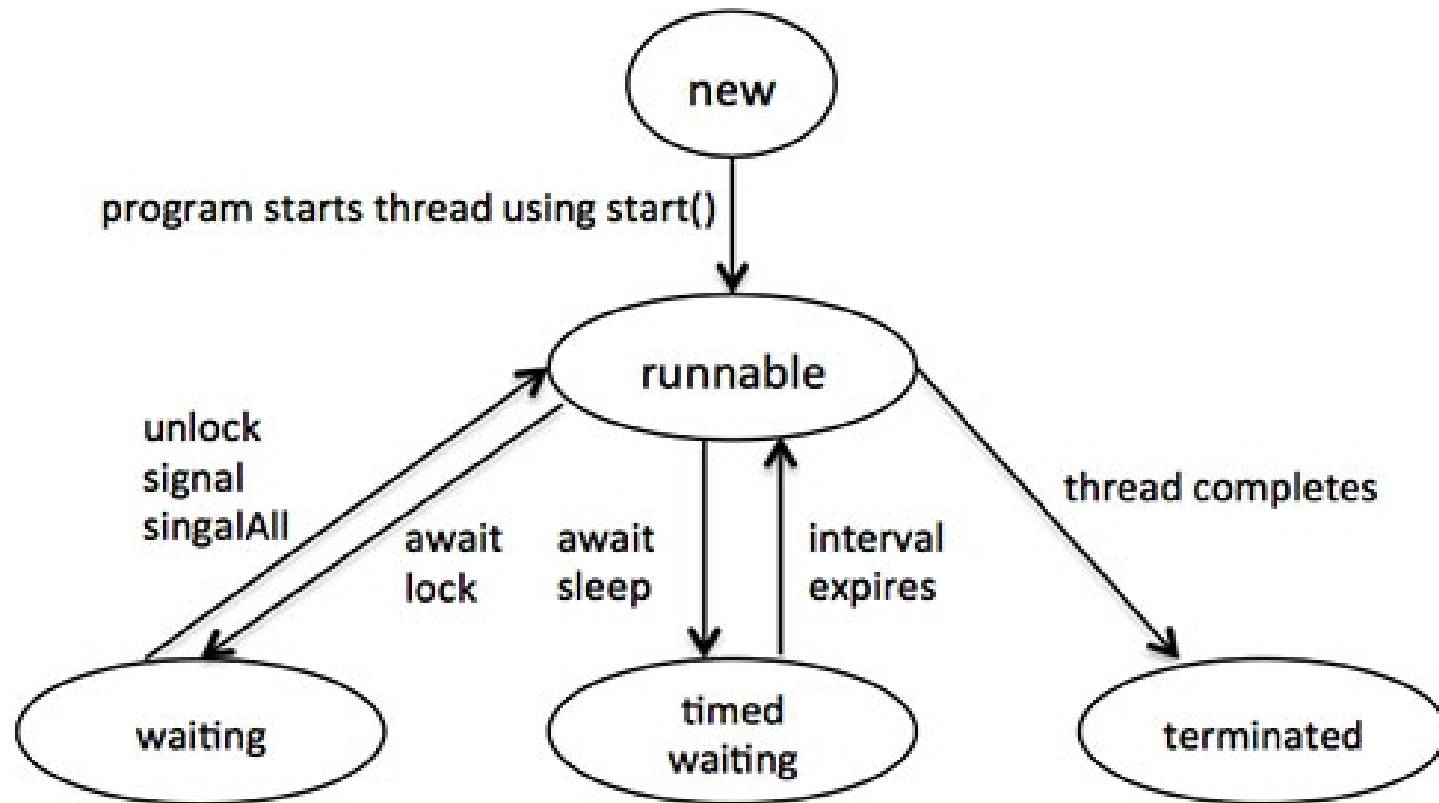 new
program starts thread using start()
runnable
unlock
signal
singalAll
await
lock
await
sleep
interval
expires
thread completes
waiting
timed
waiting
terminated